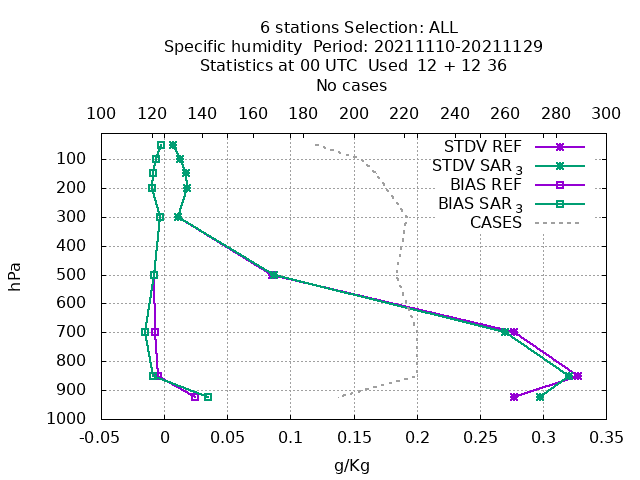 6 stations Selection: ALL
Specific humidity  Period: 20211110-20211129
Statistics at 00 UTC  Used  12 + 12 36
No cases
100 120 140 160 180 200 220 240 260 280 300
STDV REF
STDV SAR 3
BIAS REF
BIAS SAR 3
CASES
hPa
100
200
300
400
500
600
700
800
900
1000
-0.05 0 0.05 0.1 0.15 0.2 0.25 0.3 0.35
g/Kg